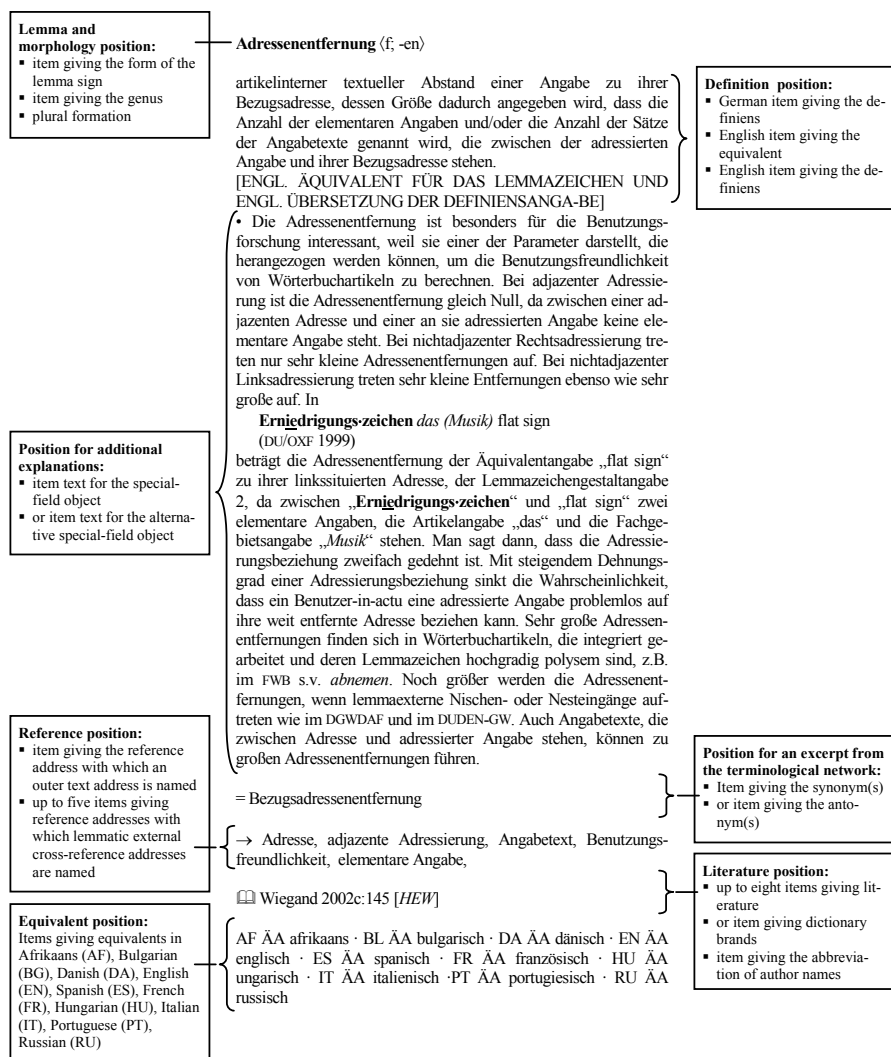 Lemma and
morphology position:
▪ item giving the form of the
lemma sign
▪ item giving the genus
▪ plural formation
Adressenentfernung ⟨f; -en⟩
artikelinterner textueller Abstand einer Angabe zu ihrer
Bezugsadresse, dessen Größe dadurch angegeben wird, dass die
Anzahl der elementaren Angaben und/oder die Anzahl der Sätze
der Angabetexte genannt wird, die zwischen der adressierten
Angabe und ihrer Bezugsadresse stehen.
[ENGL. ÄQUIVALENT FÜR DAS LEMMAZEICHEN UND
ENGL. ÜBERSETZUNG DER DEFINIENSANGA-BE]
Definition position:
▪ German item giving the de-
finiens
▪ English item giving the
equivalent
▪ English item giving the de-
finiens
• Die Adressenentfernung ist besonders für die Benutzungs-
forschung interessant, weil sie einer der Parameter darstellt, die
herangezogen werden können, um die Benutzungsfreundlichkeit
von Wörterbuchartikeln zu berechnen. Bei adjazenter Adressie-
rung ist die Adressenentfernung gleich Null, da zwischen einer ad-
jazenten Adresse und einer an sie adressierten Angabe keine ele-
mentare Angabe steht. Bei nichtadjazenter Rechtsadressierung tre-
ten nur sehr kleine Adressenentfernungen auf. Bei nichtadjazenter
Linksadressierung treten sehr kleine Entfernungen ebenso wie sehr
große auf. In
Erniedrigungs·zeichen das (Musik) flat sign
(DU/OXF 1999)
beträgt die Adressenentfernung der Äquivalentangabe „flat sign“
zu ihrer linkssituierten Adresse, der Lemmazeichengestaltangabe
2, da zwischen „Erniedrigungs·zeichen“ und „flat sign“ zwei
elementare Angaben, die Artikelangabe „das“ und die Fachge-
bietsangabe „Musik“ stehen. Man sagt dann, dass die Adressie-
rungsbeziehung zweifach gedehnt ist. Mit steigendem Dehnungs-
grad einer Adressierungsbeziehung sinkt die Wahrscheinlichkeit,
dass ein Benutzer-in-actu eine adressierte Angabe problemlos auf
ihre weit entfernte Adresse beziehen kann. Sehr große Adressen-
entfernungen finden sich in Wörterbuchartikeln, die integriert ge-
arbeitet und deren Lemmazeichen hochgradig polysem sind, z.B.
im FWB s.v. abnemen. Noch größer werden die Adressenent-
fernungen, wenn lemmaexterne Nischen- oder Nesteingänge auf-
treten wie im DGWDAF und im DUDEN-GW. Auch Angabetexte, die
zwischen Adresse und adressierter Angabe stehen, können zu
großen Adressenentfernungen führen.
Position for additional
explanations:
▪ item text for the special-
field object
▪ or item text for the alterna-
tive special-field object
= Bezugsadressenentfernung
Position for an excerpt from
the terminological network:
▪ Item giving the synonym(s)
▪ or item giving the anto-
nym(s)
Reference position:
▪ item giving the reference
address with which an
outer text address is named
▪ up to five items giving
reference addresses with
which lemmatic external
cross-reference addresses
are named
→ Adresse, adjazente Adressierung, Angabetext, Benutzungs-
freundlichkeit, elementare Angabe,
🕮 Wiegand 2002c:145 [HEW]
Literature position:
▪ up to eight items giving lit-
erature
▪ or item giving dictionary
brands
▪ item giving the abbrevia-
tion of author names
Equivalent position:
Items giving equivalents in
Afrikaans (AF), Bulgarian
(BG), Danish (DA), English
(EN), Spanish (ES), French
(FR), Hungarian (HU), Italian
(IT), Portuguese (PT),
Russian (RU)
AF ÄA afrikaans · BL ÄA bulgarisch · DA ÄA dänisch · EN ÄA
englisch · ES ÄA spanisch · FR ÄA französisch · HU ÄA
ungarisch · IT ÄA italienisch ·PT ÄA portugiesisch · RU ÄA
russisch